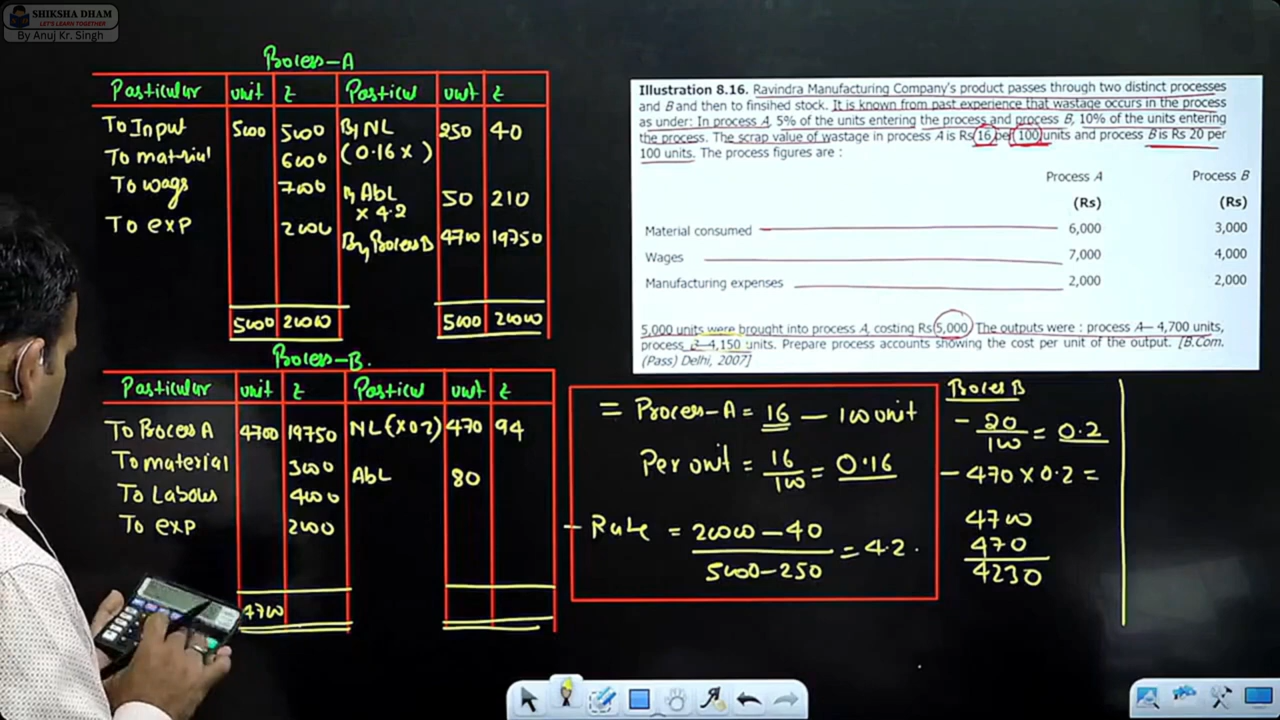 SHIKSHA DHAM
LET'S LEARN TOGETHER
By Anuj Kr. Singh
Process-A
Particular unit ₹ Particul unit ₹
To Input 5000 5000 By NL 250 40
To material 6000 (0.16 x )
To wags 7000 By AbL 50 210
x 4.2
To exp 2000 By Process B 4700 19750
5000 20000 5000 20000
Process-B.
Particular unit ₹ Particul unit ₹
To Process A 4700 19750 NL (x0.2) 470 94
To material 3000 AbL 80
To Labour 4000
To exp 2000
4700
Illustration 8.16. Ravindra Manufacturing Company's product passes through two distinct processes
and B and then to finsihed stock. It is known from past experience that wastage occurs in the process
as under: In process A, 5% of the units entering the process and process B, 10% of the units entering
the process. The scrap value of wastage in process A is Rs 16 per 100 units and process B is Rs 20 per
100 units. The process figures are :
Process A Process B
(Rs) (Rs)
Material consumed 6,000 3,000
Wages 7,000 4,000
Manufacturing expenses 2,000 2,000
5,000 units were brought into process A, costing Rs 5,000 The outputs were : process A— 4,700 units,
process B–4,150 units. Prepare process accounts showing the cost per unit of the output. [B.Com.
(Pass) Delhi, 2007]
= Process-A = 16 — 100 unit
Per unit = 16/100 = 0.16
- Rate = 20000-40 / 5000-250 = 4.2.
Process B
- 20/100 = 0.2
- 470 x 0.2 =
4700
470
4230